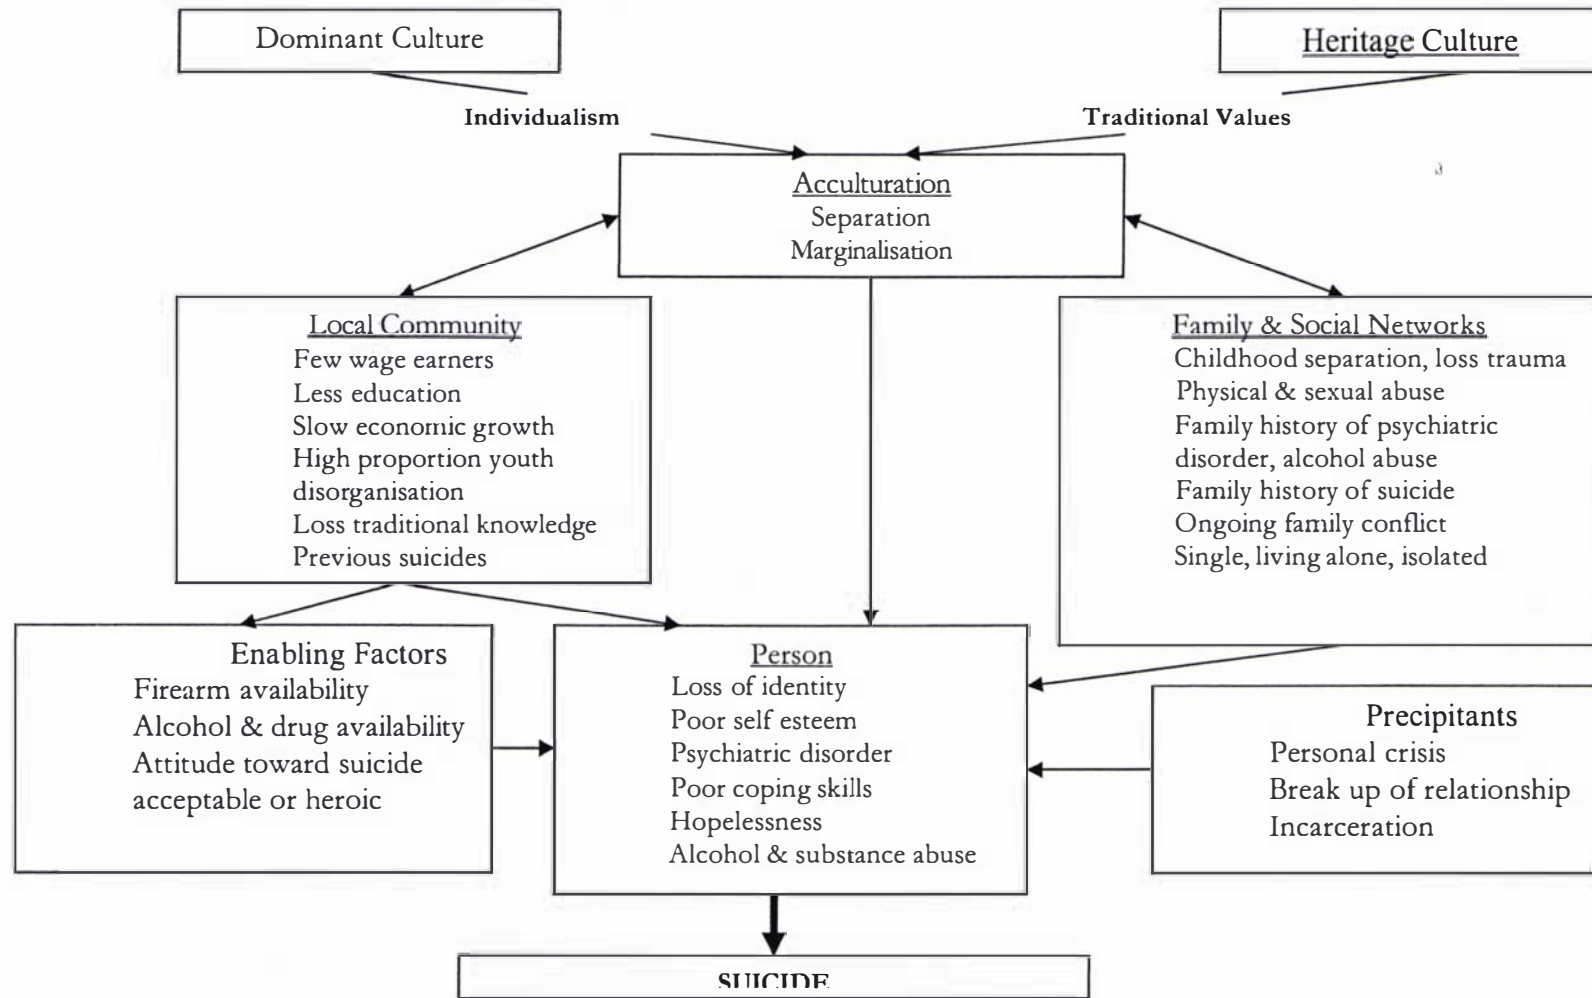 Dominant Culture
Heritage Culture
Individualism
Traditional Values
Acculturation
Separation
Marginalisation
Local Community
Few wage earners
Less education
Slow economic growth
High proportion youth
disorganisation
Loss traditional knowledge
Previous suicides
Family & Social Networks
Childhood separation, loss trauma
Physical & sexual abuse
Family history of psychiatric
disorder, alcohol abuse
Family history of suicide
Ongoing family conflict
Single, living alone, isolated
Enabling Factors
Firearm availability
Alcohol & drug availability
Attitude toward suicide
acceptable or heroic
Person
Loss of identity
Poor self esteem
Psychiatric disorder
Poor coping skills
Hopelessness
Alcohol & substance abuse
Precipitants
Personal crisis
Break up of relationship
Incarceration
SUICIDE